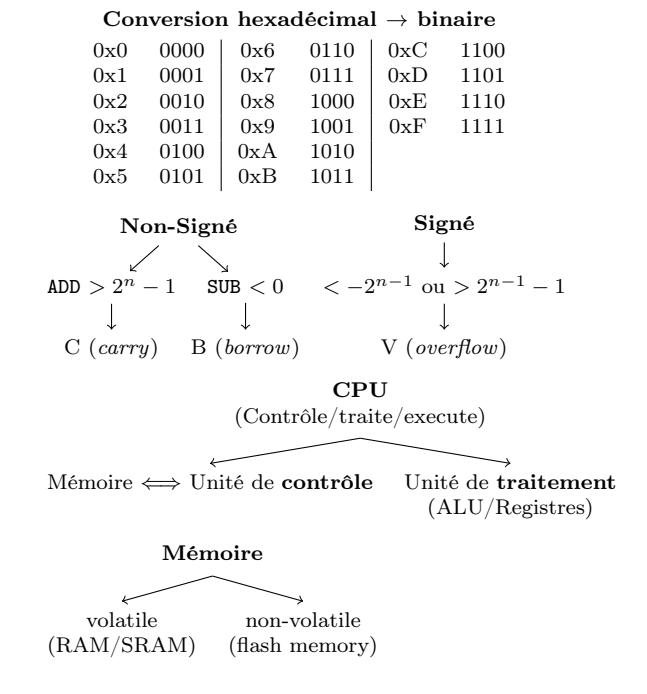 Conversion hexadécimal → binaire
0x0 0000 0x6 0110 0xC 1100
0x1 0001 0x7 0111 0xD 1101
0x2 0010 0x8 1000 0xE 1110
0x3 0011 0x9 1001 0xF 1111
0x4 0100 0xA 1010
0x5 0101 0xB 1011
Non-Signé Signé
ADD > 2^{n} − 1 SUB < 0 < −2^{n−1} ou > 2^{n−1} − 1
C (carry) B (borrow) V (overflow)
CPU
(Contrôle/traite/execute)
Mémoire ⟺ Unité de contrôle Unité de traitement
(ALU/Registres)
Mémoire
volatile non-volatile
(RAM/SRAM) (flash memory)